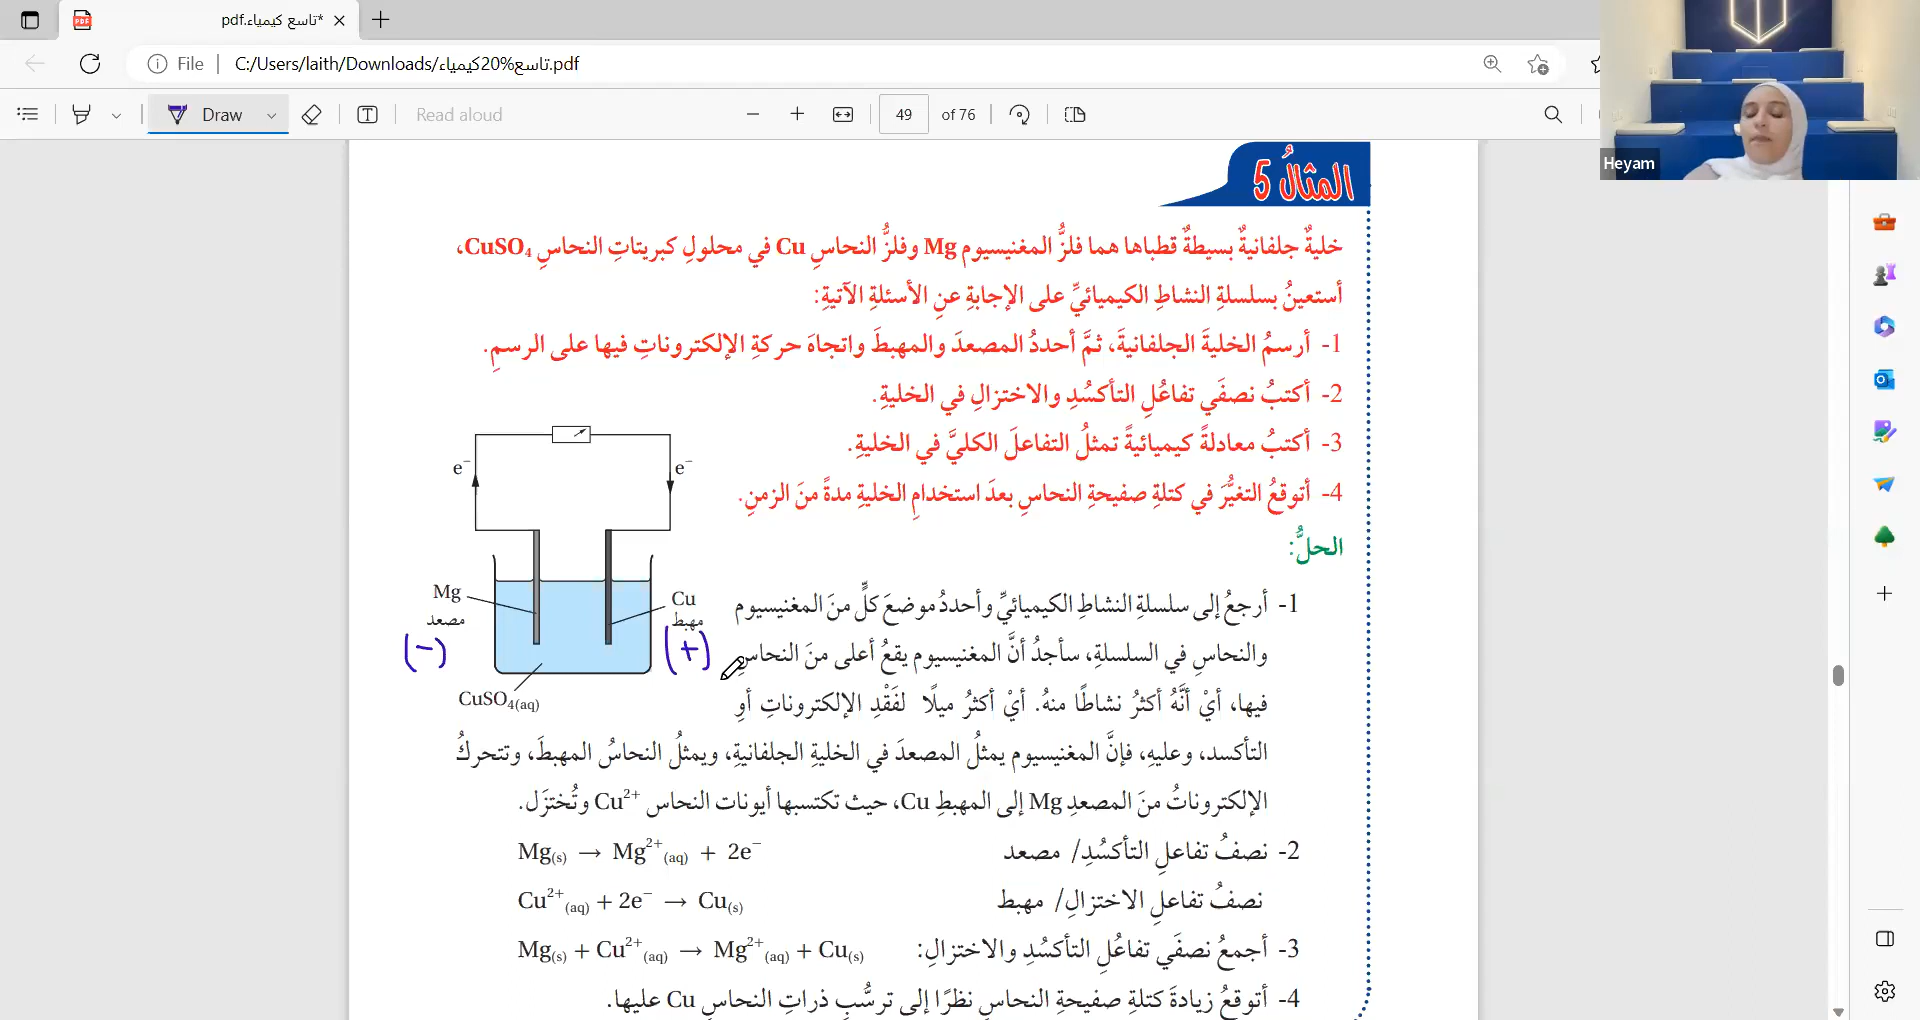 تاسع كيميا.pdf*
File
C:/Users/laith/Downloads/تاسع%20كيمياء.pdf
Draw
Read aloud
49
of 76
Heyam
المثالُ 5
خليةٌ جلفانيةٌ بسيطةٌ قطباها هما فلزُّ المغنيسيوم Mg وفلزُّ النحاسِ Cu في محلولِ كبريتاتِ النحاسِ CuSO4،
أستعينُ بسلسلةِ النشاطِ الكيميائيِّ على الإجابةِ عنِ الأسئلةِ الآتيةِ:
1- أرسمُ الخليةَ الجلفانيةَ، ثمَّ أحددُ المصعدَ والمهبطَ واتجاهَ حركةِ الإلكتروناتِ فيها على الرسمِ.
2- أكتبُ نصفَي تفاعُلِ التأكسُدِ والاختزالِ في الخليةِ.
3- أكتبُ معادلةً كيميائيةً تمثلُ التفاعلَ الكليَّ في الخليةِ.
4- أتوقعُ التغيُّرَ في كتلةِ صفيحةِ النحاسِ بعدَ استخدامِ الخليةِ مدةً منَ الزمنِ.
e⁻
e⁻
Mg
مصعد
(−)
Cu
مهبط
(+)
CuSO4(aq)
الحلُّ:
1- أرجعُ إلى سلسلةِ النشاطِ الكيميائيِّ وأحددُ موضعَ كلٍّ منَ المغنيسيوم
والنحاسِ في السلسلةِ، سأجدُ أنَّ المغنيسيوم يقعُ أعلى منَ النحاسِ
فيها، أيْ أنَّهُ أكثرُ نشاطًا منهُ. أيْ أكثرُ ميلًا لفَقْدِ الإلكتروناتِ أوِ
التأكسد، وعليهِ، فإنَّ المغنيسيوم يمثلُ المصعدَ في الخليةِ الجلفانيةِ، ويمثلُ النحاسُ المهبطَ، وتتحركُ
الإلكتروناتُ منَ المصعدِ Mg إلى المهبطِ Cu، حيث تكتسبها أيونات النحاس Cu²⁺ وتُختزَل.
2- نصفُ تفاعلِ التأكسُدِ/ مصعد Mg(s) → Mg²⁺(aq) + 2e⁻
نصفُ تفاعلِ الاختزالِ/ مهبط Cu²⁺(aq) + 2e⁻ → Cu(s)
3- أجمعُ نصفَي تفاعُلِ التأكسُدِ والاختزالِ: Mg(s) + Cu²⁺(aq) → Mg²⁺(aq) + Cu(s)
4- أتوقعُ زيادةَ كتلةِ صفيحةِ النحاسِ نظرًا إلى ترسُّبِ ذراتِ النحاسِ Cu عليها.